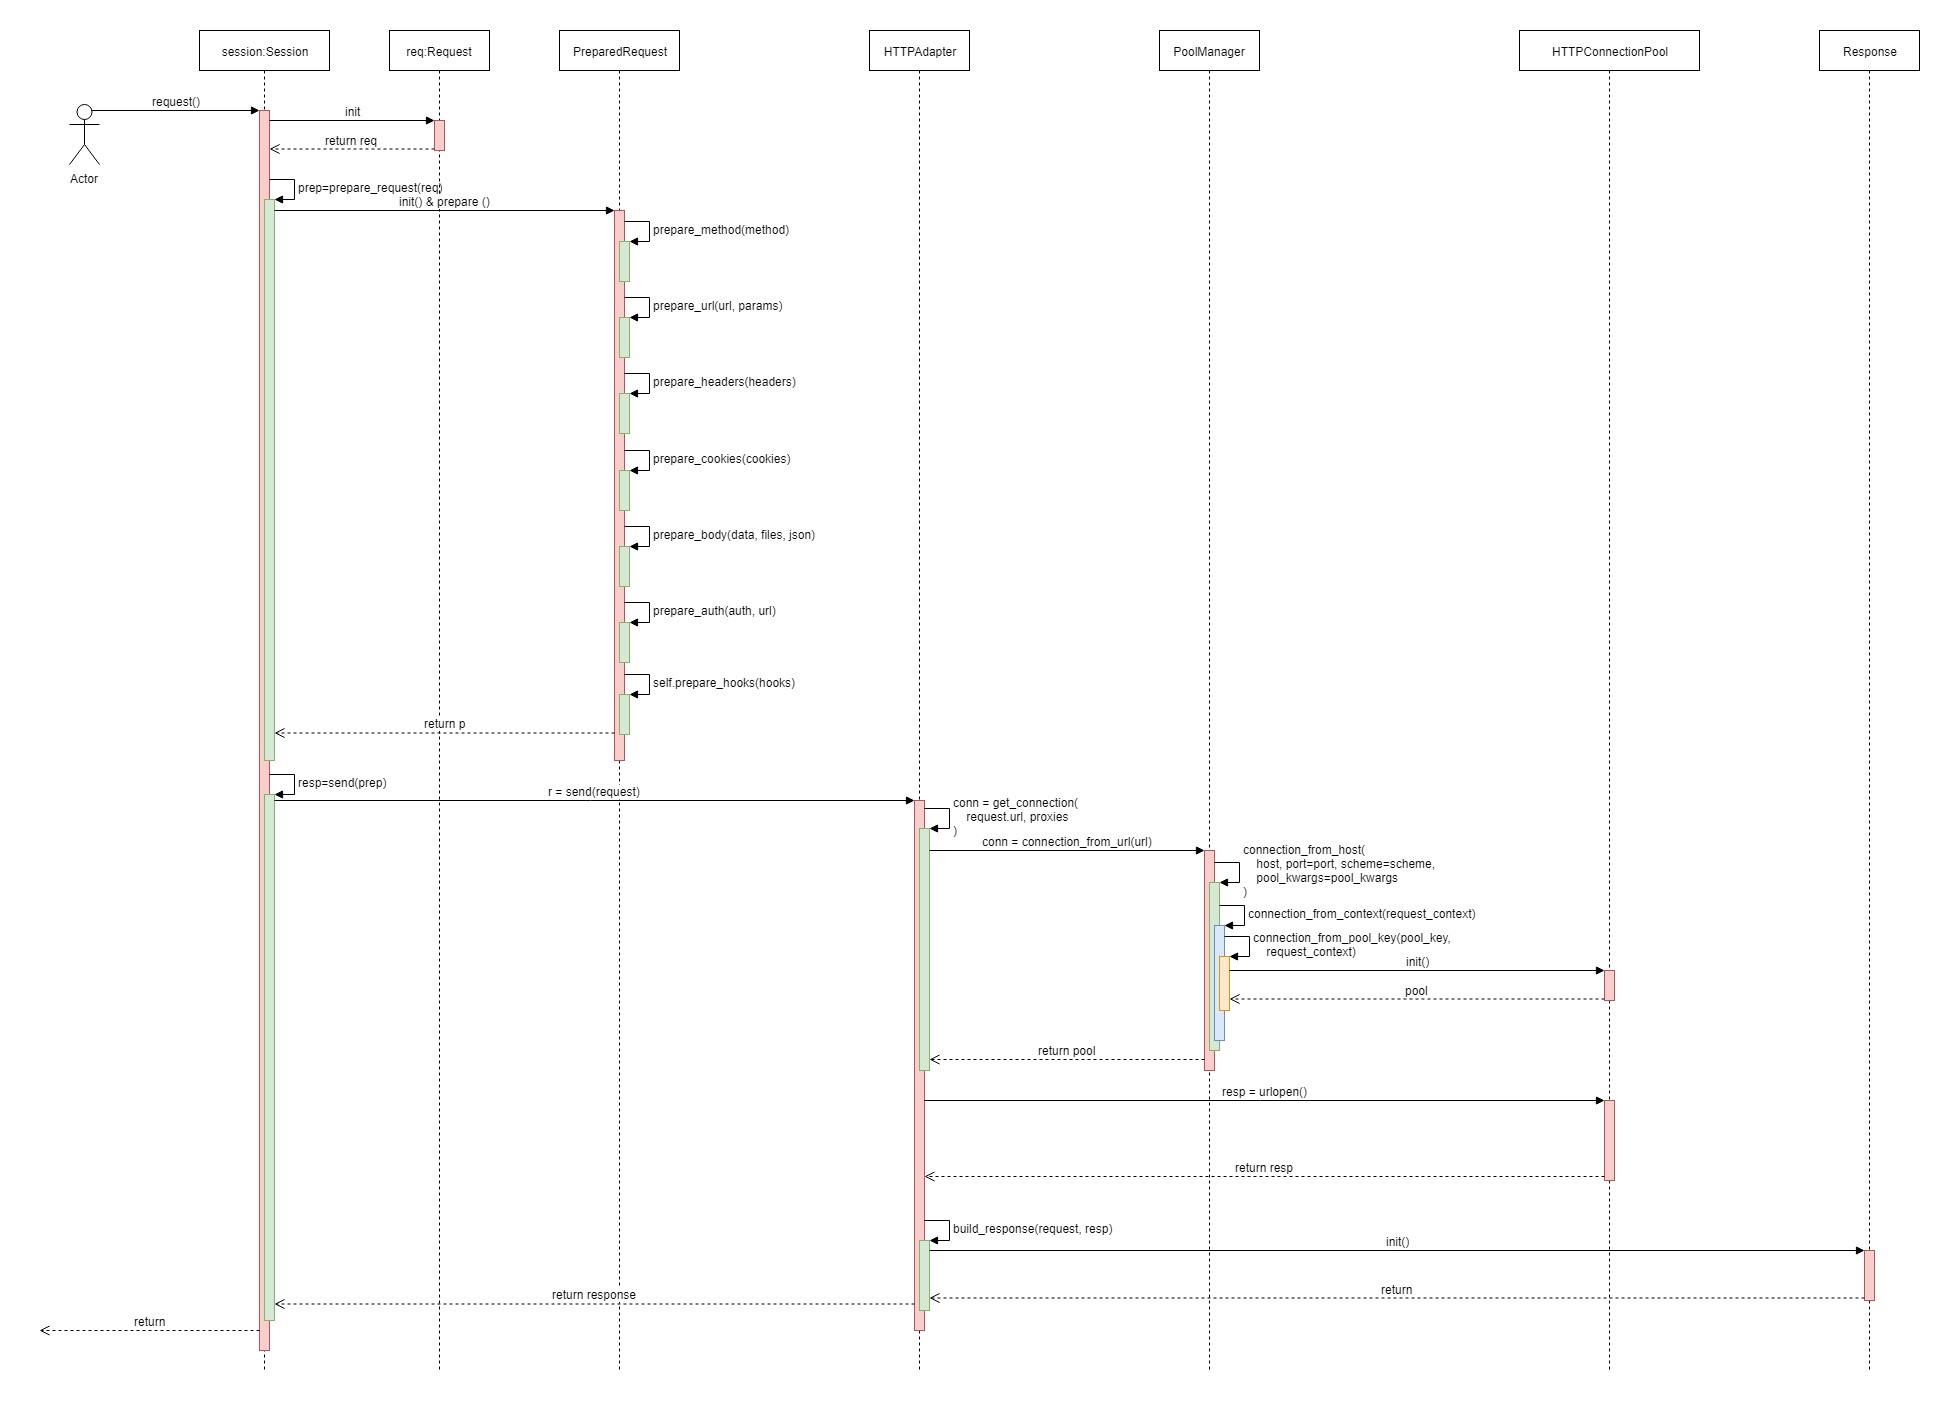 session:Session
req:Request
PreparedRequest
HTTPAdapter
PoolManager
HTTPConnectionPool
Response
request()
init
return req
Actor
prep=prepare_request(req)
init() & prepare ()
prepare_method(method)
prepare_url(url, params)
prepare_headers(headers)
prepare_cookies(cookies)
prepare_body(data, files, json)
prepare_auth(auth, url)
self.prepare_hooks(hooks)
return p
resp=send(prep)
r = send(request)
conn = get_connection(
request.url, proxies
)
conn = connection_from_url(url)
connection_from_host(
host, port=port, scheme=scheme,
pool_kwargs=pool_kwargs
)
connection_from_context(request_context)
connection_from_pool_key(pool_key,
request_context)
init()
pool
return pool
resp = urlopen()
return resp
build_response(request, resp)
init()
return
return response
return